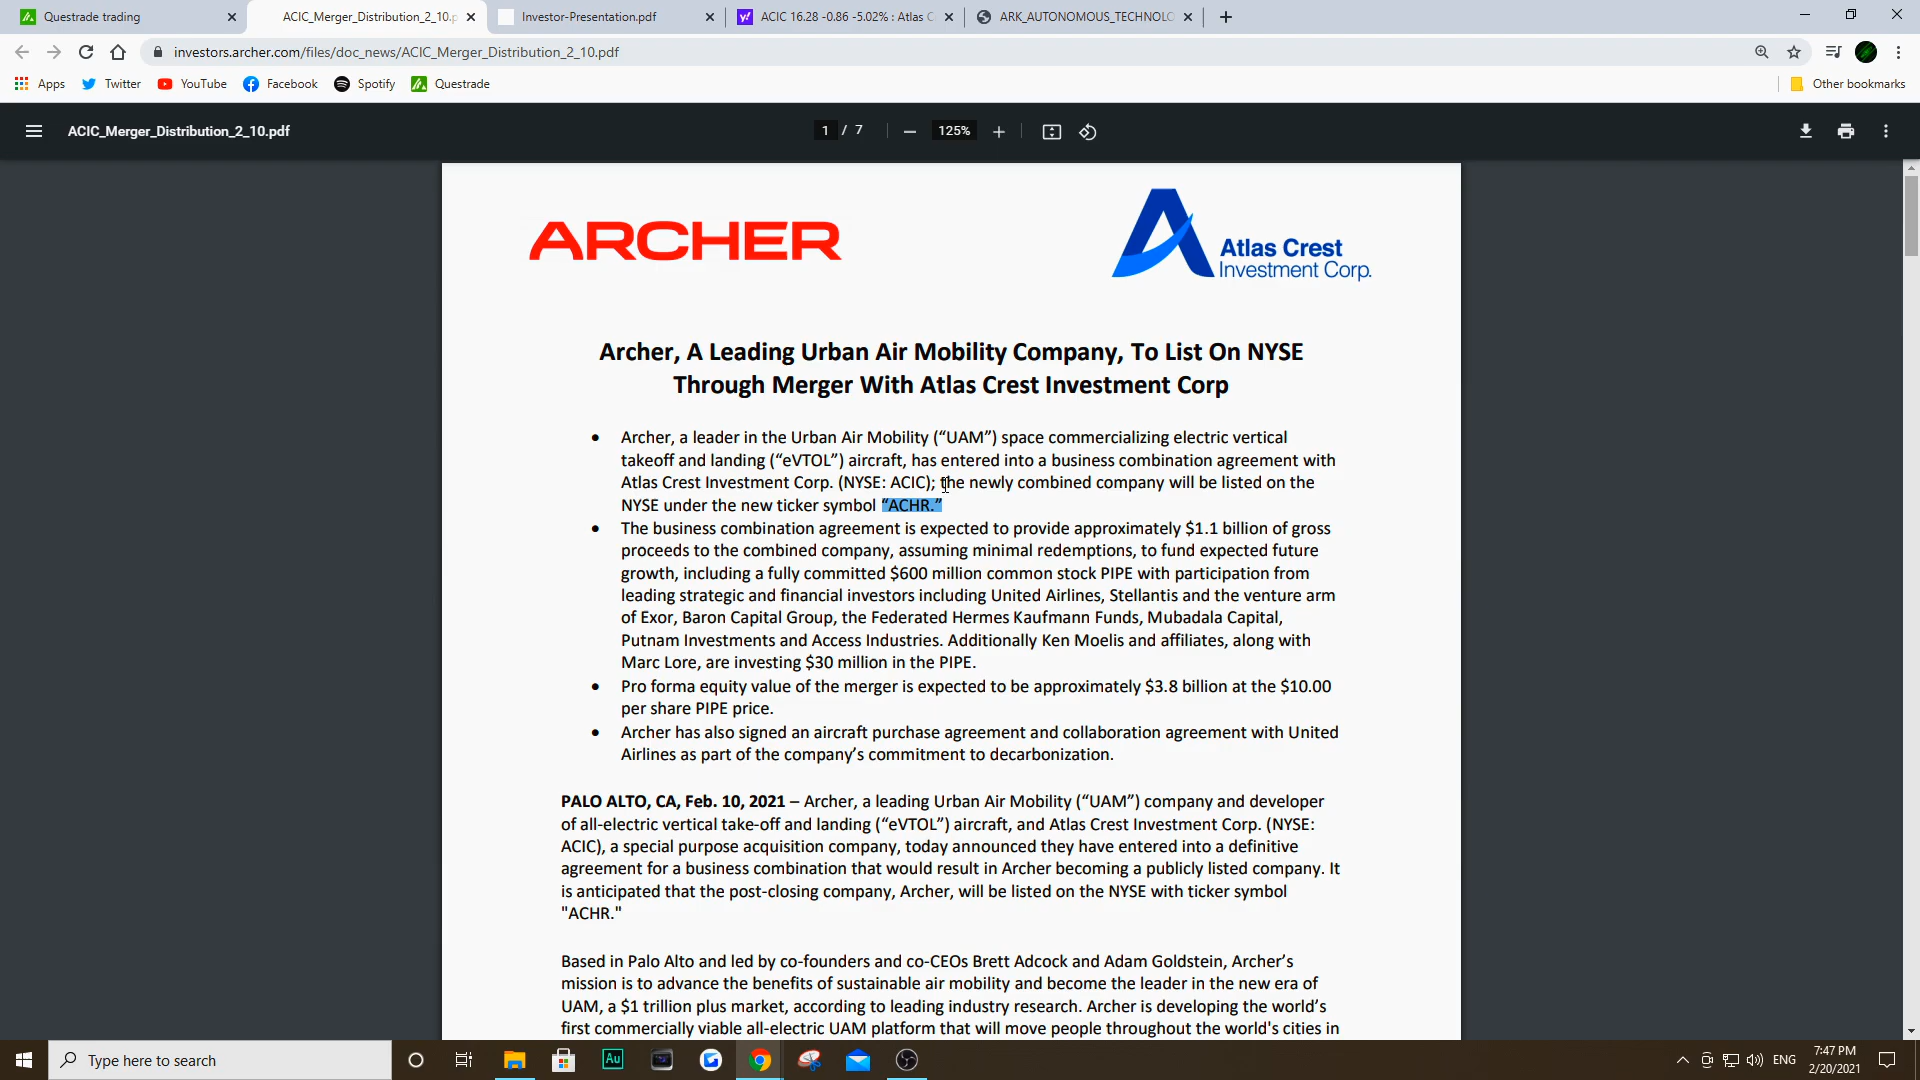 Questrade trading
ACIC_Merger_Distribution_2_10.p
Investor-Presentation.pdf
ACIC 16.28 -0.86 -5.02% : Atlas C
ARK_AUTONOMOUS_TECHNOLO
investors.archer.com/files/doc_news/ACIC_Merger_Distribution_2_10.pdf
Apps
Twitter
YouTube
Facebook
Spotify
Questrade
Other bookmarks
ACIC_Merger_Distribution_2_10.pdf
1 / 7
125%
ARCHER
Atlas Crest
Investment Corp.
Archer, A Leading Urban Air Mobility Company, To List On NYSE
Through Merger With Atlas Crest Investment Corp
• Archer, a leader in the Urban Air Mobility (“UAM”) space commercializing electric vertical
takeoff and landing (“eVTOL”) aircraft, has entered into a business combination agreement with
Atlas Crest Investment Corp. (NYSE: ACIC); the newly combined company will be listed on the
NYSE under the new ticker symbol “ACHR.”
• The business combination agreement is expected to provide approximately $1.1 billion of gross
proceeds to the combined company, assuming minimal redemptions, to fund expected future
growth, including a fully committed $600 million common stock PIPE with participation from
leading strategic and financial investors including United Airlines, Stellantis and the venture arm
of Exor, Baron Capital Group, the Federated Hermes Kaufmann Funds, Mubadala Capital,
Putnam Investments and Access Industries. Additionally Ken Moelis and affiliates, along with
Marc Lore, are investing $30 million in the PIPE.
• Pro forma equity value of the merger is expected to be approximately $3.8 billion at the $10.00
per share PIPE price.
• Archer has also signed an aircraft purchase agreement and collaboration agreement with United
Airlines as part of the company’s commitment to decarbonization.
PALO ALTO, CA, Feb. 10, 2021 – Archer, a leading Urban Air Mobility (“UAM”) company and developer
of all-electric vertical take-off and landing (“eVTOL”) aircraft, and Atlas Crest Investment Corp. (NYSE:
ACIC), a special purpose acquisition company, today announced they have entered into a definitive
agreement for a business combination that would result in Archer becoming a publicly listed company. It
is anticipated that the post-closing company, Archer, will be listed on the NYSE with ticker symbol
"ACHR."
Based in Palo Alto and led by co-founders and co-CEOs Brett Adcock and Adam Goldstein, Archer’s
mission is to advance the benefits of sustainable air mobility and become the leader in the new era of
UAM, a $1 trillion plus market, according to leading industry research. Archer is developing the world’s
first commercially viable all-electric UAM platform that will move people throughout the world's cities in
Type here to search
Au
ENG
7:47 PM
2/20/2021